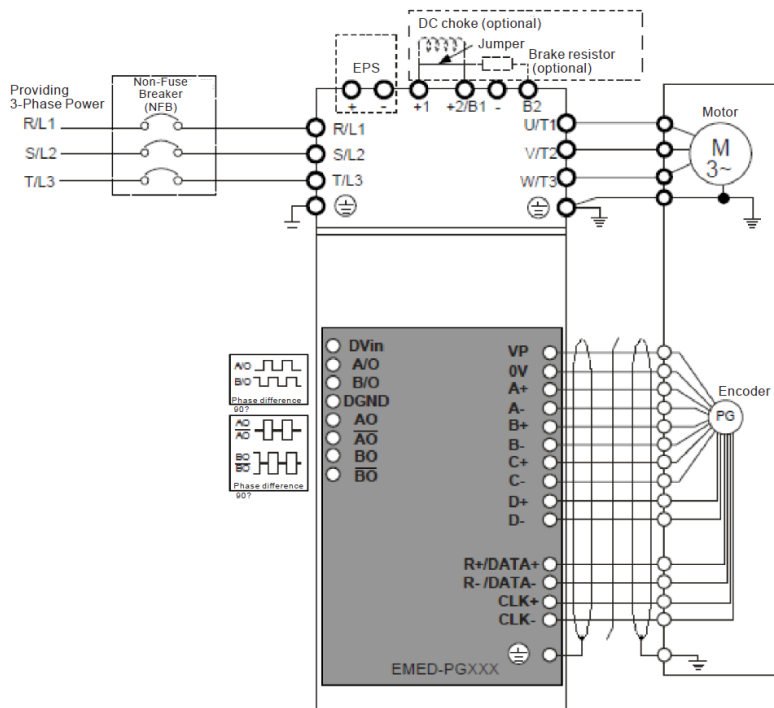 DC choke (optional)
Jumper
Brake resistor
(optional)
EPS
+
-
+1
+2/B1
-
B2
Providing
3-Phase Power
Non-Fuse
Breaker
(NFB)
R/L1
S/L2
T/L3
R/L1
S/L2
T/L3
U/T1
V/T2
W/T3
Motor
M
3~
DVin
A/O
B/O
DGND
AO
AO
BO
BO
VP
0V
A+
A-
B+
B-
C+
C-
D+
D-
R+/DATA+
R-/DATA-
CLK+
CLK-
EMED-PGXXX
A/O
B/O
Phase difference
90?
AO
AO
BO
BO
Phase difference
90?
Encoder
PG